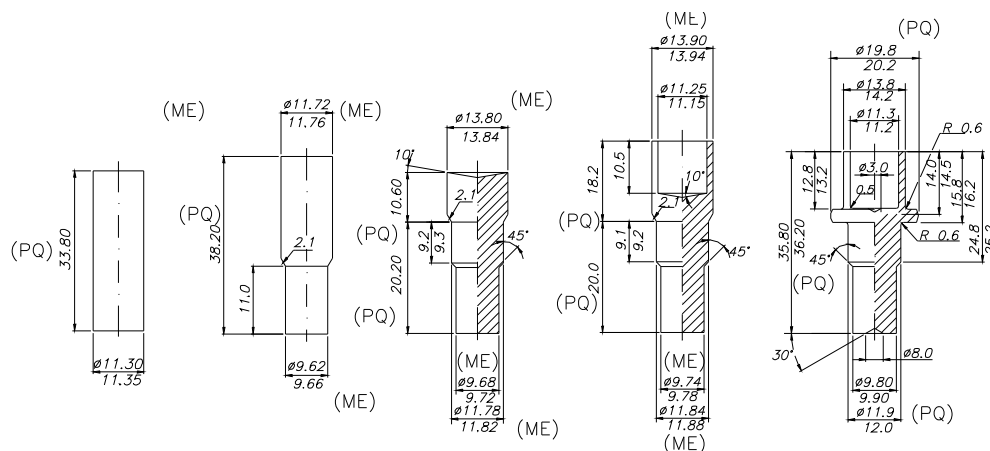 (PQ)
33.80
ø11.30
11.35
(ME)
ø11.72
11.76
(ME)
(PQ)
38.20
2.1
11.0
ø9.62
9.66
(ME)
(ME)
ø13.80
13.84
10°
10.60
2.1
(PQ)
9.2
9.3
45°
20.20
(PQ)
(ME)
ø9.68
9.72
ø11.78
11.82
(ME)
(ME)
ø13.90
13.94
ø11.25
11.15
18.2
10.5
10°
2.1
(PQ)
9.1
9.2
45°
20.0
(PQ)
(ME)
ø9.74
9.78
ø11.84
11.88
(ME)
(PQ)
ø19.8
20.2
ø13.8
14.2
ø11.3
11.2
R 0.6
12.8
13.2
ø3.0
0.5
14.0
14.5
15.8
16.2
35.80
36.20
R 0.6
24.8
25.2
45°
(PQ)
30°
ø8.0
ø9.80
9.90
ø11.9
12.0
(PQ)